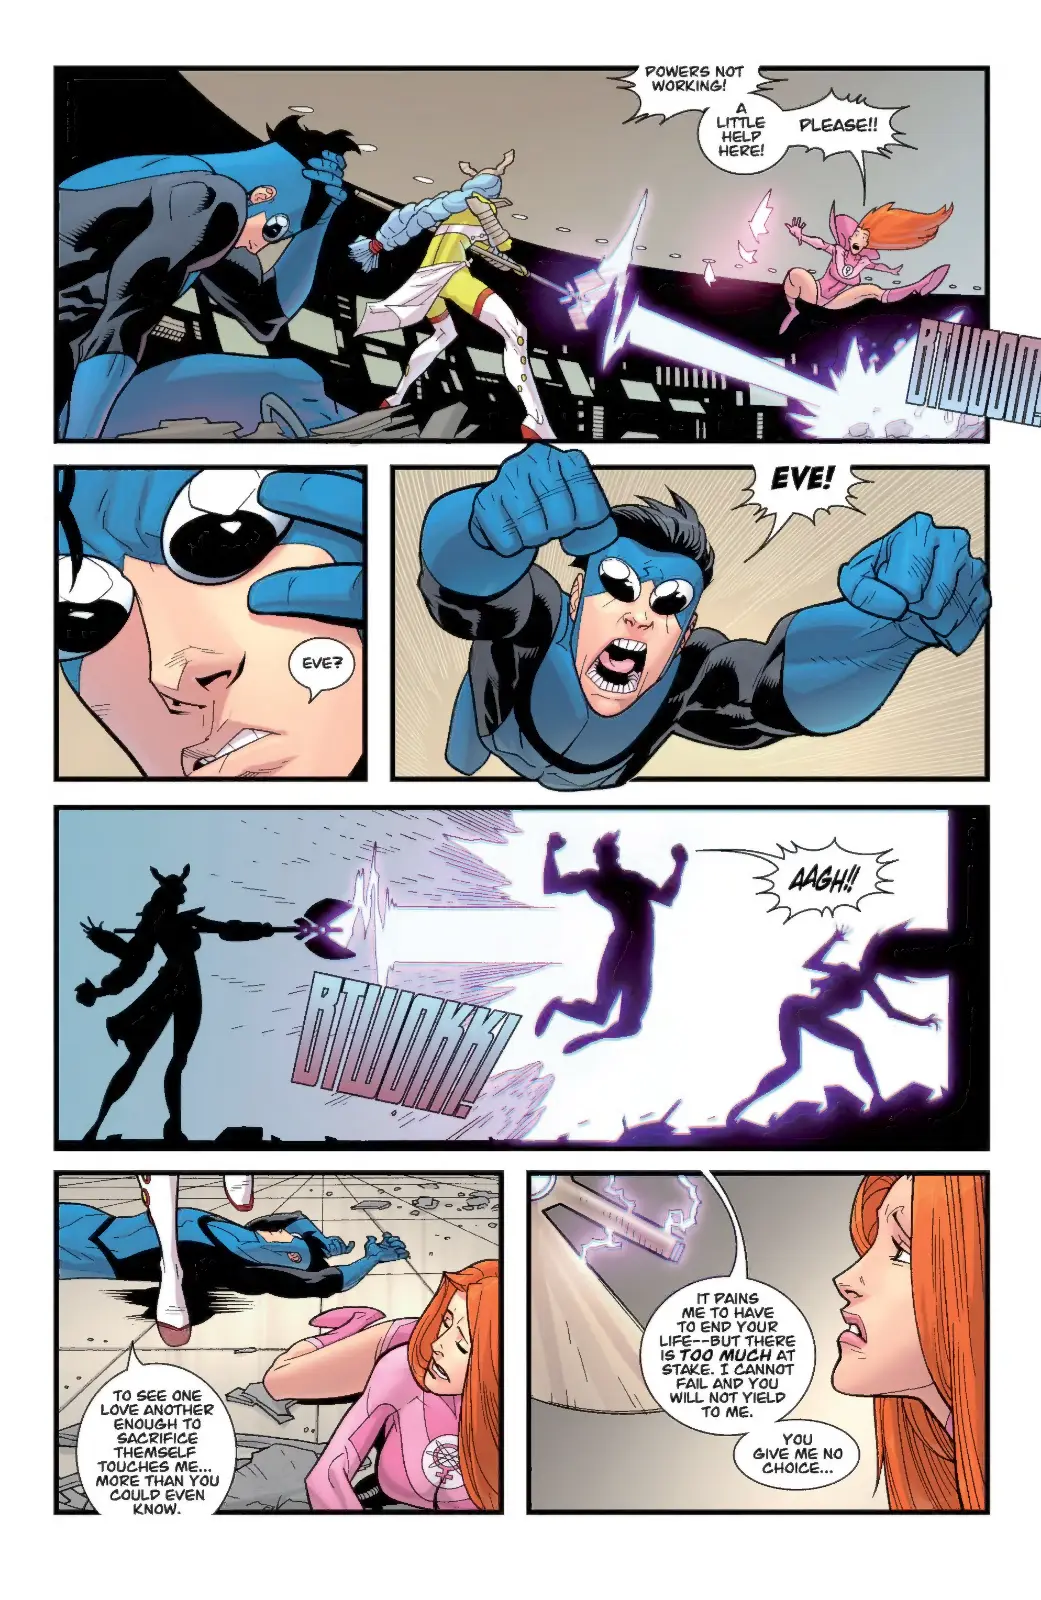 POWERS NOT
WORKING!
A
LITTLE
HELP
HERE!
PLEASE!!
BTWOOM!
EVE?
EVE!
AAGH!!
BTWOKK!
TO SEE ONE
LOVE ANOTHER
ENOUGH TO
SACRIFICE
THEMSELF
TOUCHES ME...
MORE THAN YOU
COULD EVEN
KNOW.
IT PAINS
ME TO HAVE
TO END YOUR
LIFE--BUT THERE
IS TOO MUCH AT
STAKE. I CANNOT
FAIL AND YOU
WILL NOT YIELD
TO ME.
YOU
GIVE ME NO
CHOICE...